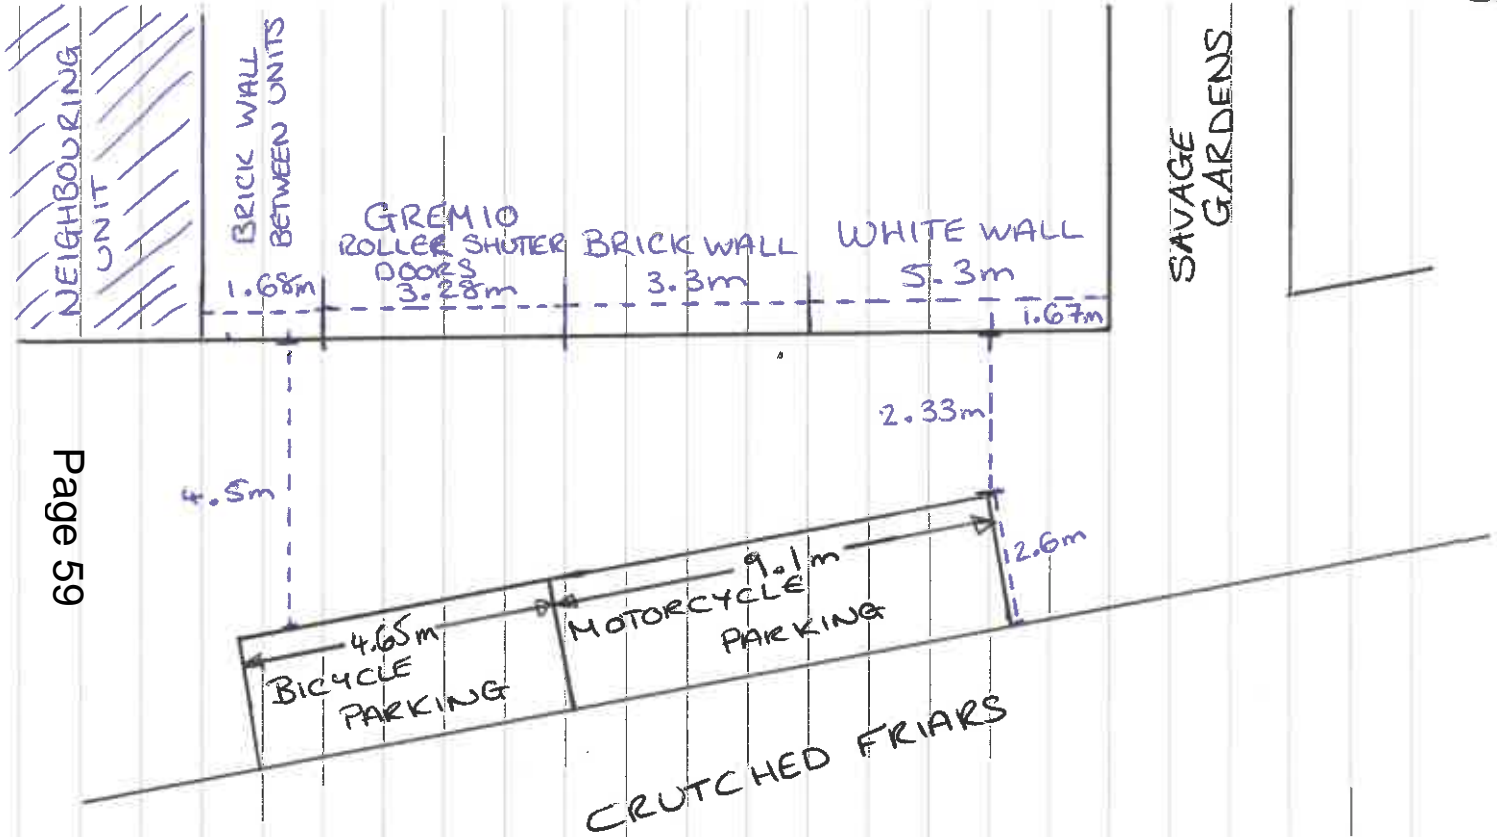 NEIGHBOURING
UNIT
BRICK WALL
BETWEEN UNITS
GREMIO
ROLLER SHUTTER
DOORS
3.28m
1.68m
BRICK WALL
3.3m
WHITE WALL
5.3m
1.67m
SAVAGE
GARDENS
2.33m
4.5m
Page 59
9.1m
MOTORCYCLE
PARKING
2.6m
4.65m
BICYCLE
PARKING
CRUTCHED FRIARS